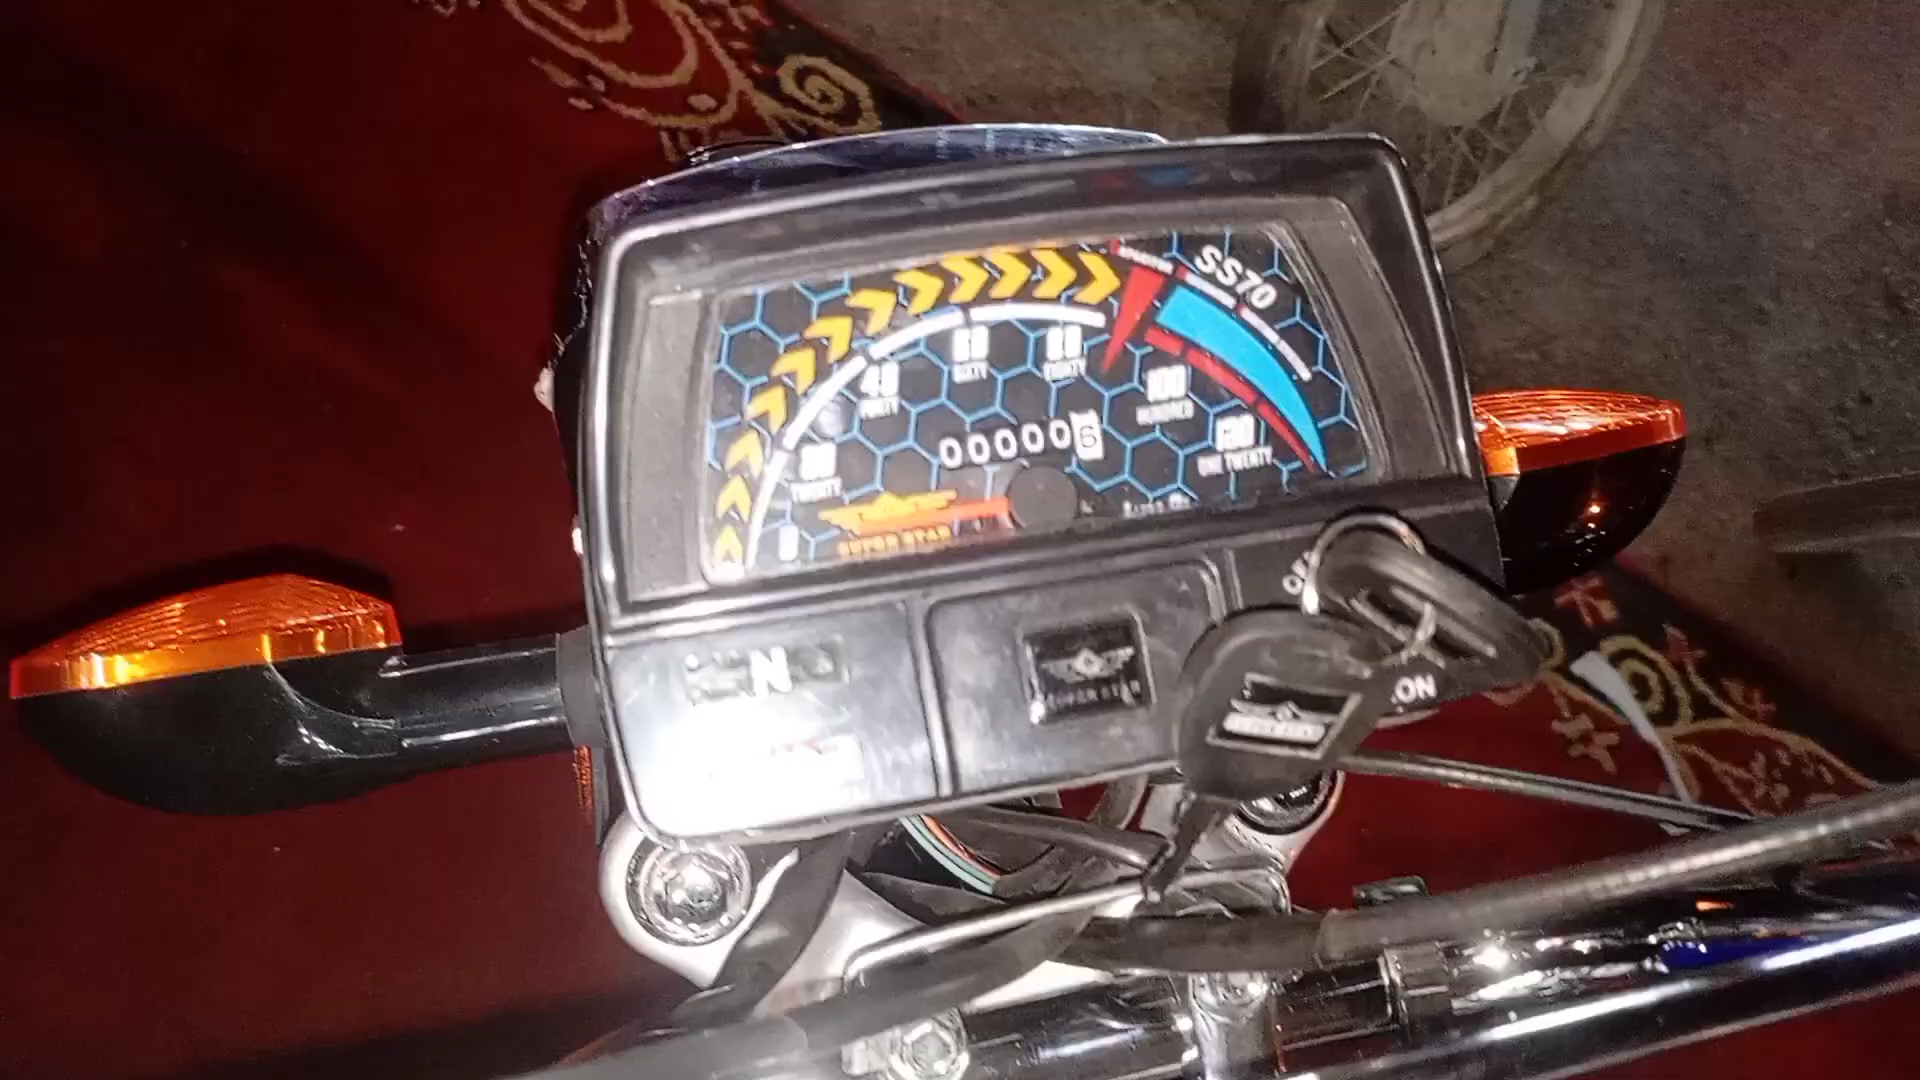 SS70
60
80
SIXTY
EIGHTY
40
100
FORTY
HUNDRED
120
ONE TWENTY
TWENTY
000006
0
SUPER STAR
OFF
N
SUPER STAR
ON